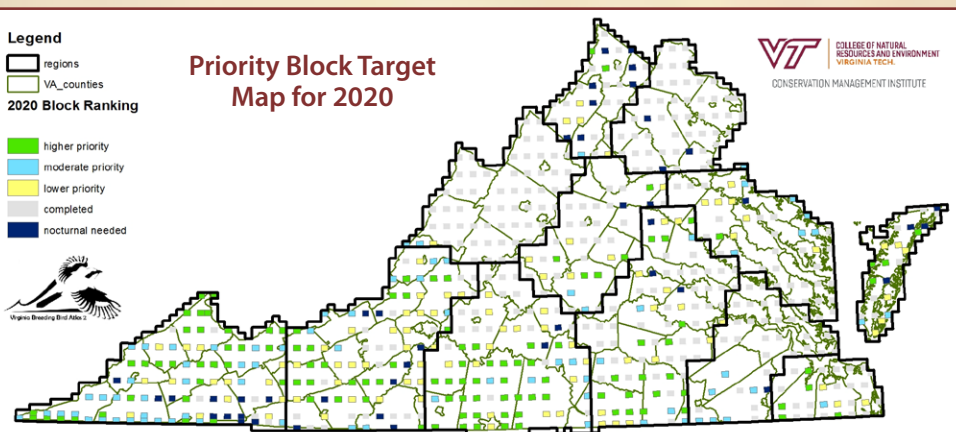 Legend
regions
VA_counties
2020 Block Ranking
higher priority
moderate priority
lower priority
completed
nocturnal needed
Virginia Breeding Bird Atlas 2
Priority Block Target
Map for 2020
VT
COLLEGE OF NATURAL
RESOURCES AND ENVIRONMENT
VIRGINIA TECH.
CONSERVATION MANAGEMENT INSTITUTE